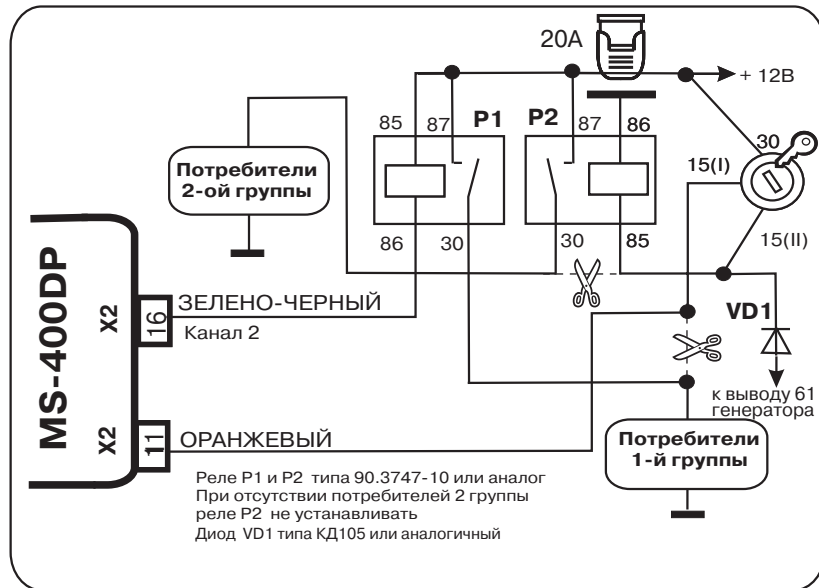 20А
+ 12В
85
87
Р1
Р2
87
86
30
15(I)
Потребители
2-ой группы
86
30
30
85
15(II)
MS-400DP
X2
16
ЗЕЛЕНО-ЧЕРНЫЙ
Канал 2
VD1
к выводу 61
генератора
X2
11
ОРАНЖЕВЫЙ
Потребители
1-й группы
Реле Р1 и Р2 типа 90.3747-10 или аналог
При отсутствии потребителей 2 группы
реле Р2 не устанавливать
Диод VD1 типа КД105 или аналогичный